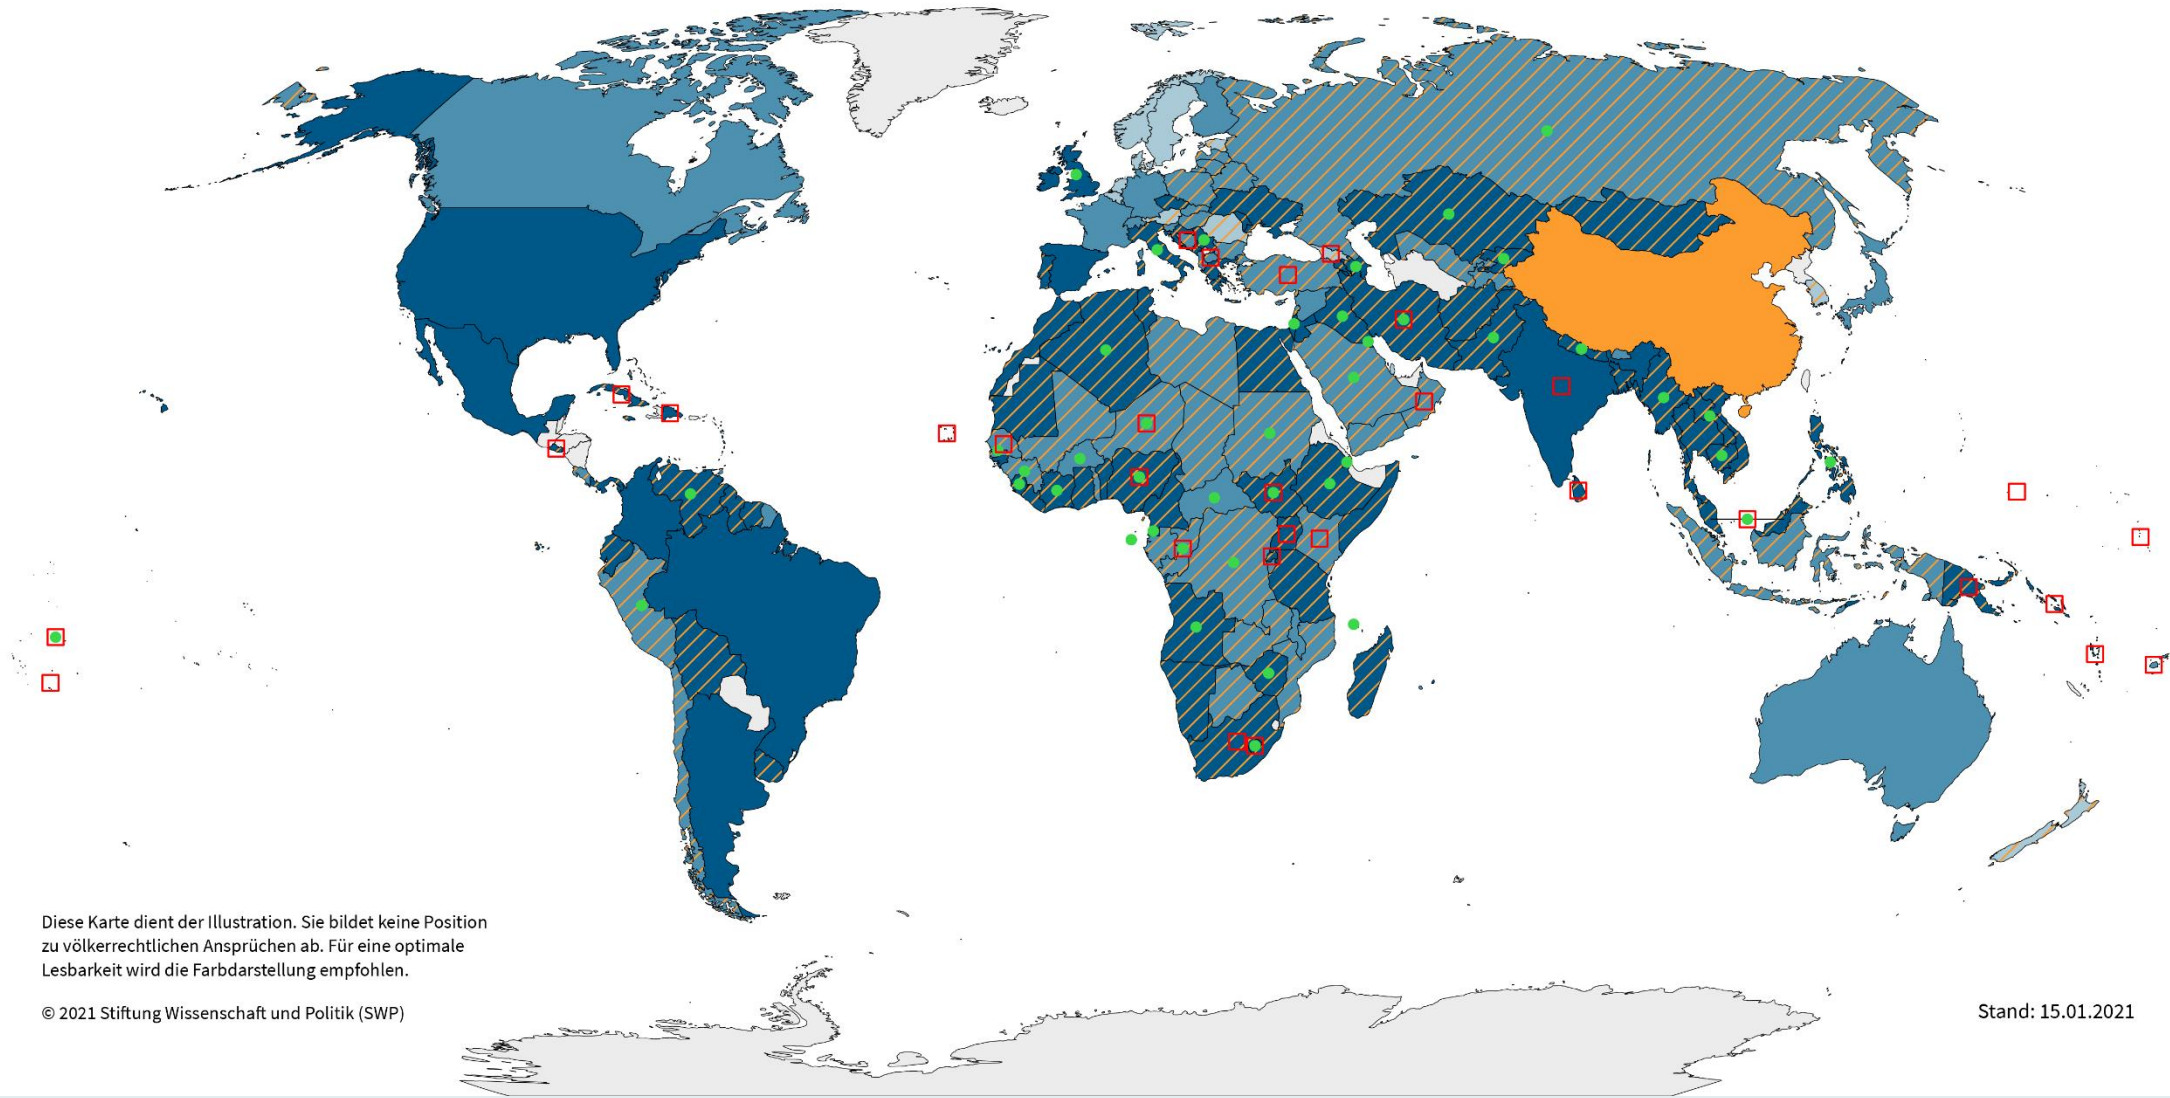 Diese Karte dient der Illustration. Sie bildet keine Position
zu völkerrechtlichen Ansprüchen ab. Für eine optimale
Lesbarkeit wird die Farbdarstellung empfohlen.
© 2021 Stiftung Wissenschaft und Politik (SWP)
Stand: 15.01.2021